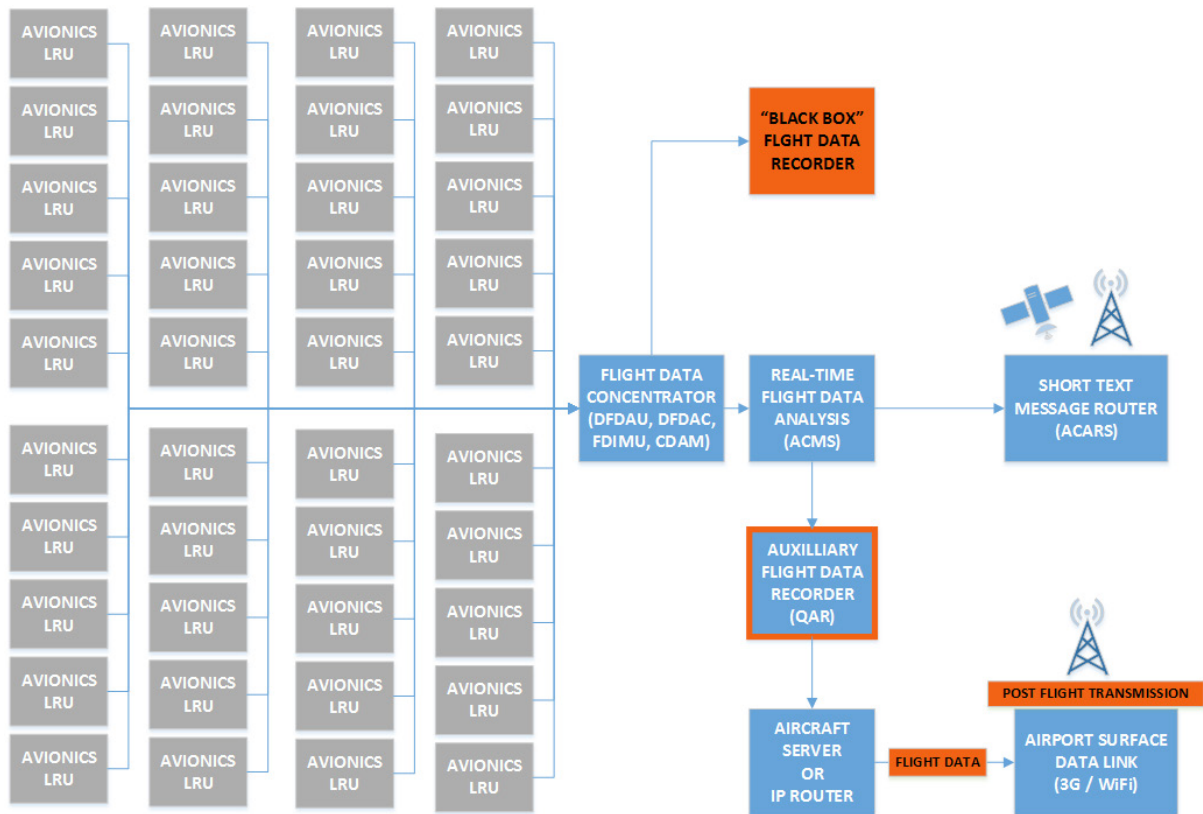 AVIONICS
LRU
AVIONICS
LRU
AVIONICS
LRU
AVIONICS
LRU
AVIONICS
LRU
AVIONICS
LRU
AVIONICS
LRU
AVIONICS
LRU
AVIONICS
LRU
AVIONICS
LRU
AVIONICS
LRU
AVIONICS
LRU
AVIONICS
LRU
AVIONICS
LRU
AVIONICS
LRU
AVIONICS
LRU
AVIONICS
LRU
AVIONICS
LRU
AVIONICS
LRU
AVIONICS
LRU
AVIONICS
LRU
AVIONICS
LRU
AVIONICS
LRU
AVIONICS
LRU
AVIONICS
LRU
AVIONICS
LRU
AVIONICS
LRU
AVIONICS
LRU
AVIONICS
LRU
AVIONICS
LRU
AVIONICS
LRU
AVIONICS
LRU
AVIONICS
LRU
AVIONICS
LRU
AVIONICS
LRU
AVIONICS
LRU
AVIONICS
LRU
AVIONICS
LRU
AVIONICS
LRU
AVIONICS
LRU
“BLACK BOX”
FLGHT DATA
RECORDER
FLIGHT DATA
CONCENTRATOR
(DFDAU, DFDAC,
FDIMU, CDAM)
REAL-TIME
FLIGHT DATA
ANALYSIS
(ACMS)
SHORT TEXT
MESSAGE ROUTER
(ACARS)
AUXILLIARY
FLIGHT DATA
RECORDER
(QAR)
AIRCRAFT
SERVER
OR
IP ROUTER
FLIGHT DATA
POST FLIGHT TRANSMISSION
AIRPORT SURFACE
DATA LINK
(3G / WiFi)